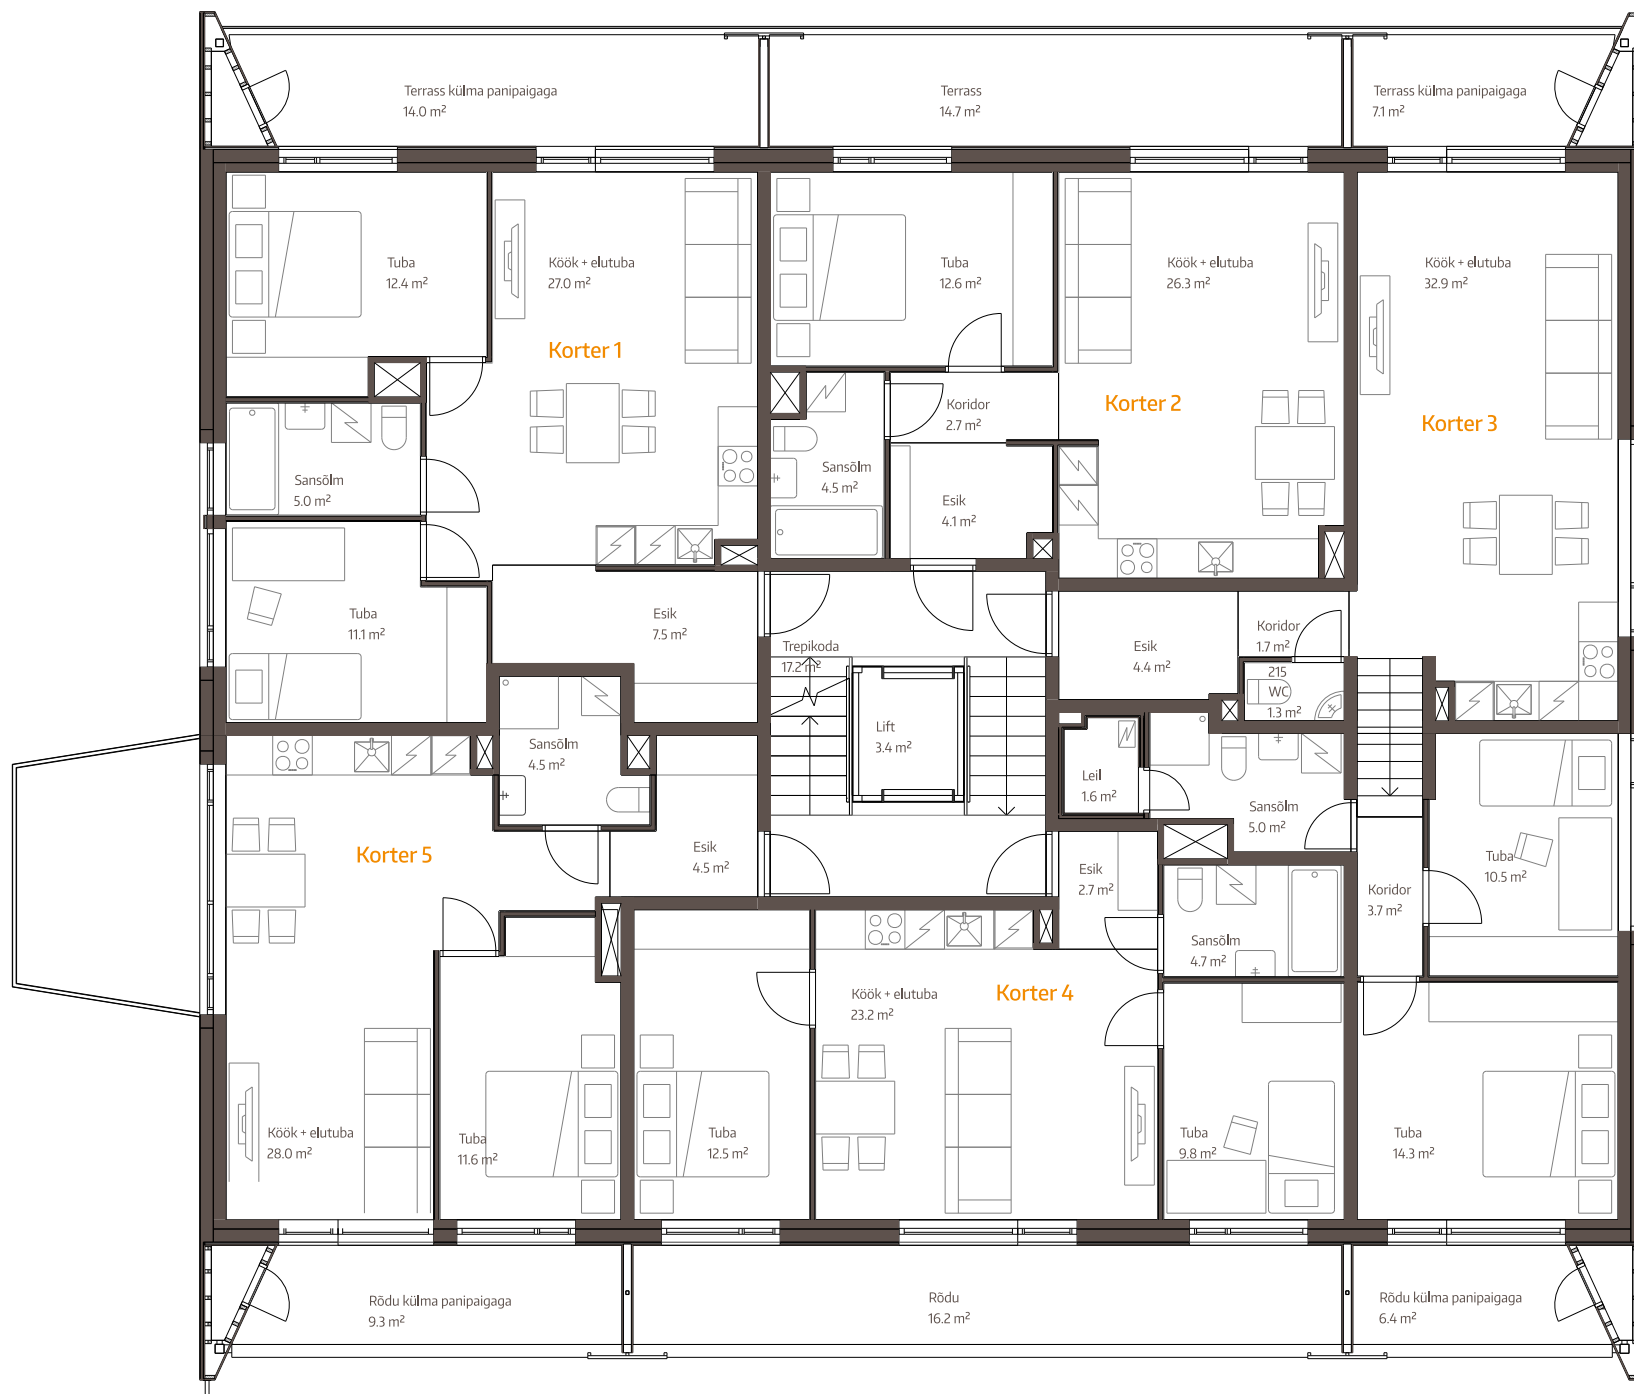 Terrass külma panipaigaga
14.0 m²
Terrass
14.7 m²
Terrass külma panipaigaga
7.1 m²
Tuba
12.4 m²
Köök + elutuba
27.0 m²
Korter 1
Tuba
12.6 m²
Köök + elutuba
26.3 m²
Korter 2
Köök + elutuba
32.9 m²
Korter 3
Koridor
2.7 m²
Sansõlm
5.0 m²
Sansõlm
4.5 m²
Esik
4.1 m²
Tuba
11.1 m²
Esik
7.5 m²
Trepikoda
17.2 m²
Esik
4.4 m²
Koridor
1.7 m²
215
WC
1.3 m²
Lift
3.4 m²
Sansõlm
4.5 m²
Leil
1.6 m²
Sansõlm
5.0 m²
Korter 5
Esik
4.5 m²
Esik
2.7 m²
Tuba
10.5 m²
Koridor
3.7 m²
Sansõlm
4.7 m²
Köök + elutuba
23.2 m²
Korter 4
Köök + elutuba
28.0 m²
Tuba
11.6 m²
Tuba
12.5 m²
Tuba
9.8 m²
Tuba
14.3 m²
Rõdu külma panipaigaga
9.3 m²
Rõdu
16.2 m²
Rõdu külma panipaigaga
6.4 m²